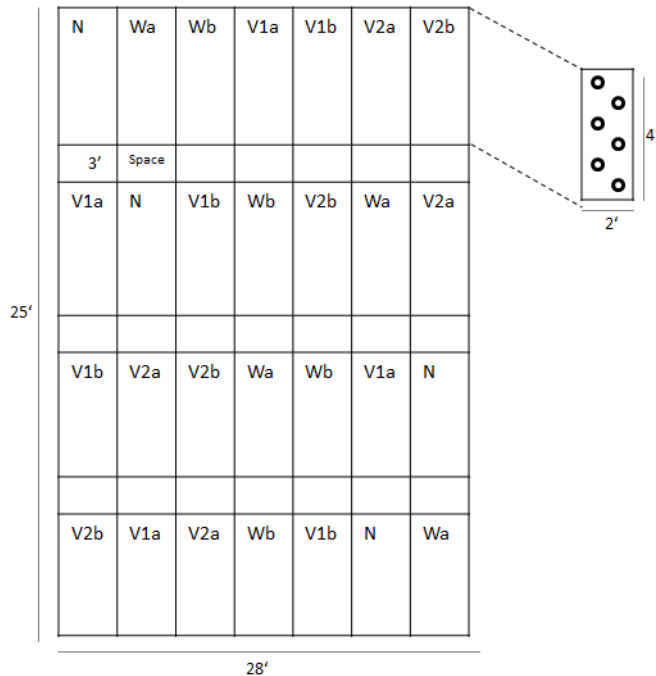 N Wa Wb V1a V1b V2a V2b
3' Space
4'
2'
V1a N V1b Wb V2b Wa V2a
25'
V1b V2a V2b Wa Wb V1a N
V2b V1a V2a Wb V1b N Wa
28'